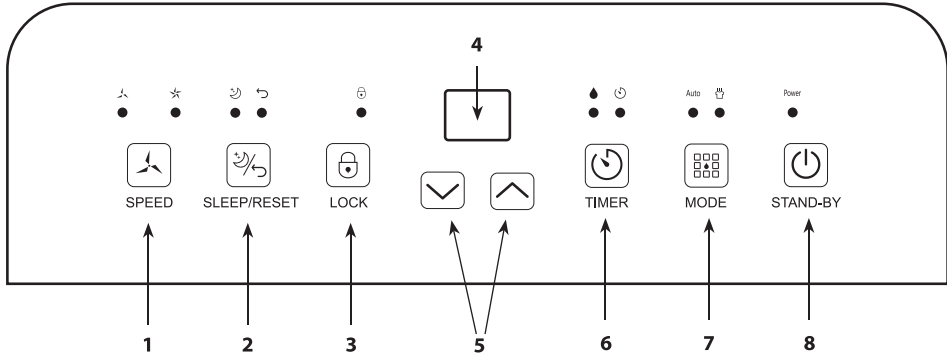 4
Auto Power
SPEED SLEEP/RESET LOCK TIMER MODE STAND-BY
1 2 3 5 6 7 8